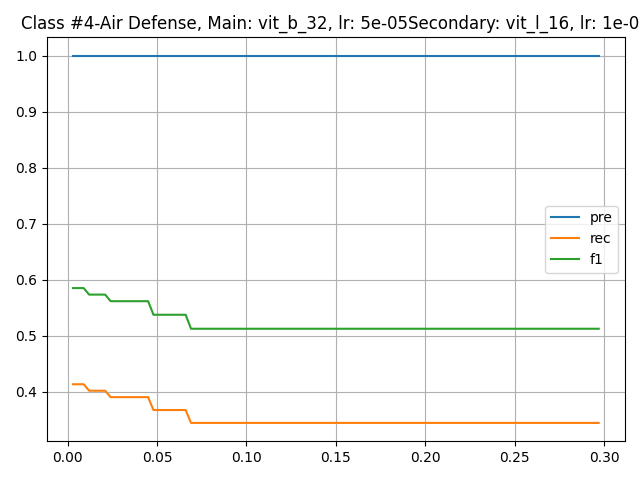 Class #4-Air Defense, Main: vit_b_32, lr: 5e-05Secondary: vit_l_16, lr: 1e-0
1.0
0.9
0.8
0.7
0.6
0.5
0.4
pre
rec
f1
0.00 0.05 0.10 0.15 0.20 0.25 0.30